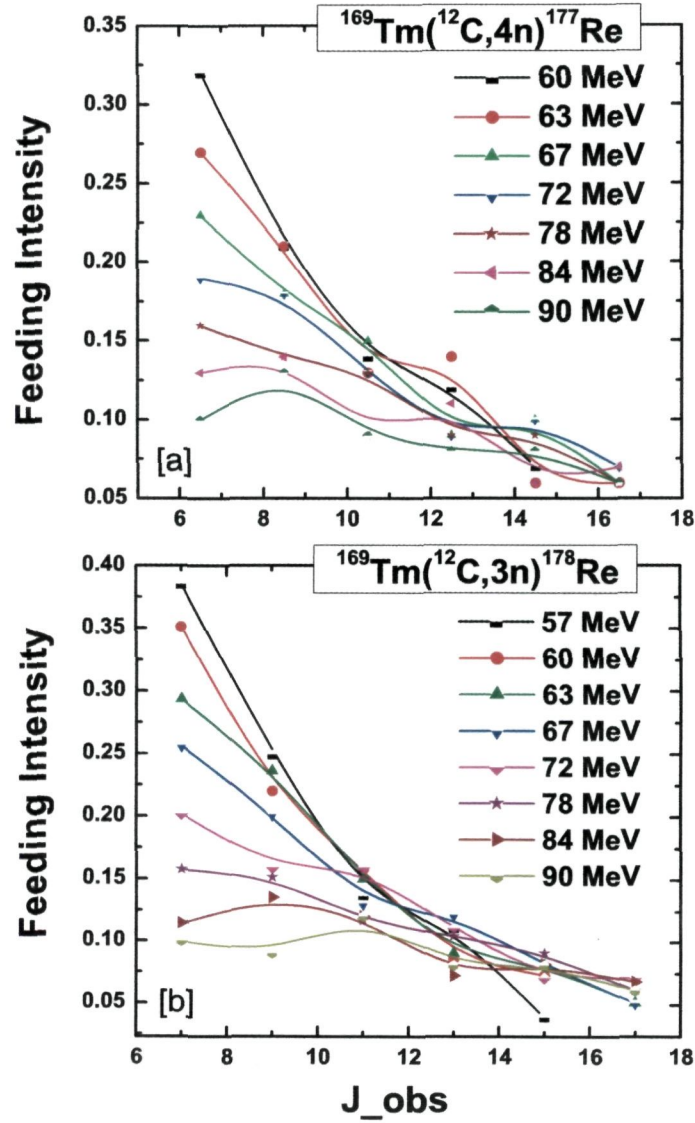 ¹⁶⁹Tm(¹²C,4n)¹⁷⁷Re
0.35
0.30
0.25
0.20
0.15
0.10
0.05
Feeding Intensity
60 MeV
63 MeV
67 MeV
72 MeV
78 MeV
84 MeV
90 MeV
[a]
6 8 10 12 14 16 18
¹⁶⁹Tm(¹²C,3n)¹⁷⁸Re
0.40
0.35
0.30
0.25
0.20
0.15
0.10
0.05
Feeding Intensity
57 MeV
60 MeV
63 MeV
67 MeV
72 MeV
78 MeV
84 MeV
90 MeV
[b]
6 8 10 12 14 16 18
J_obs